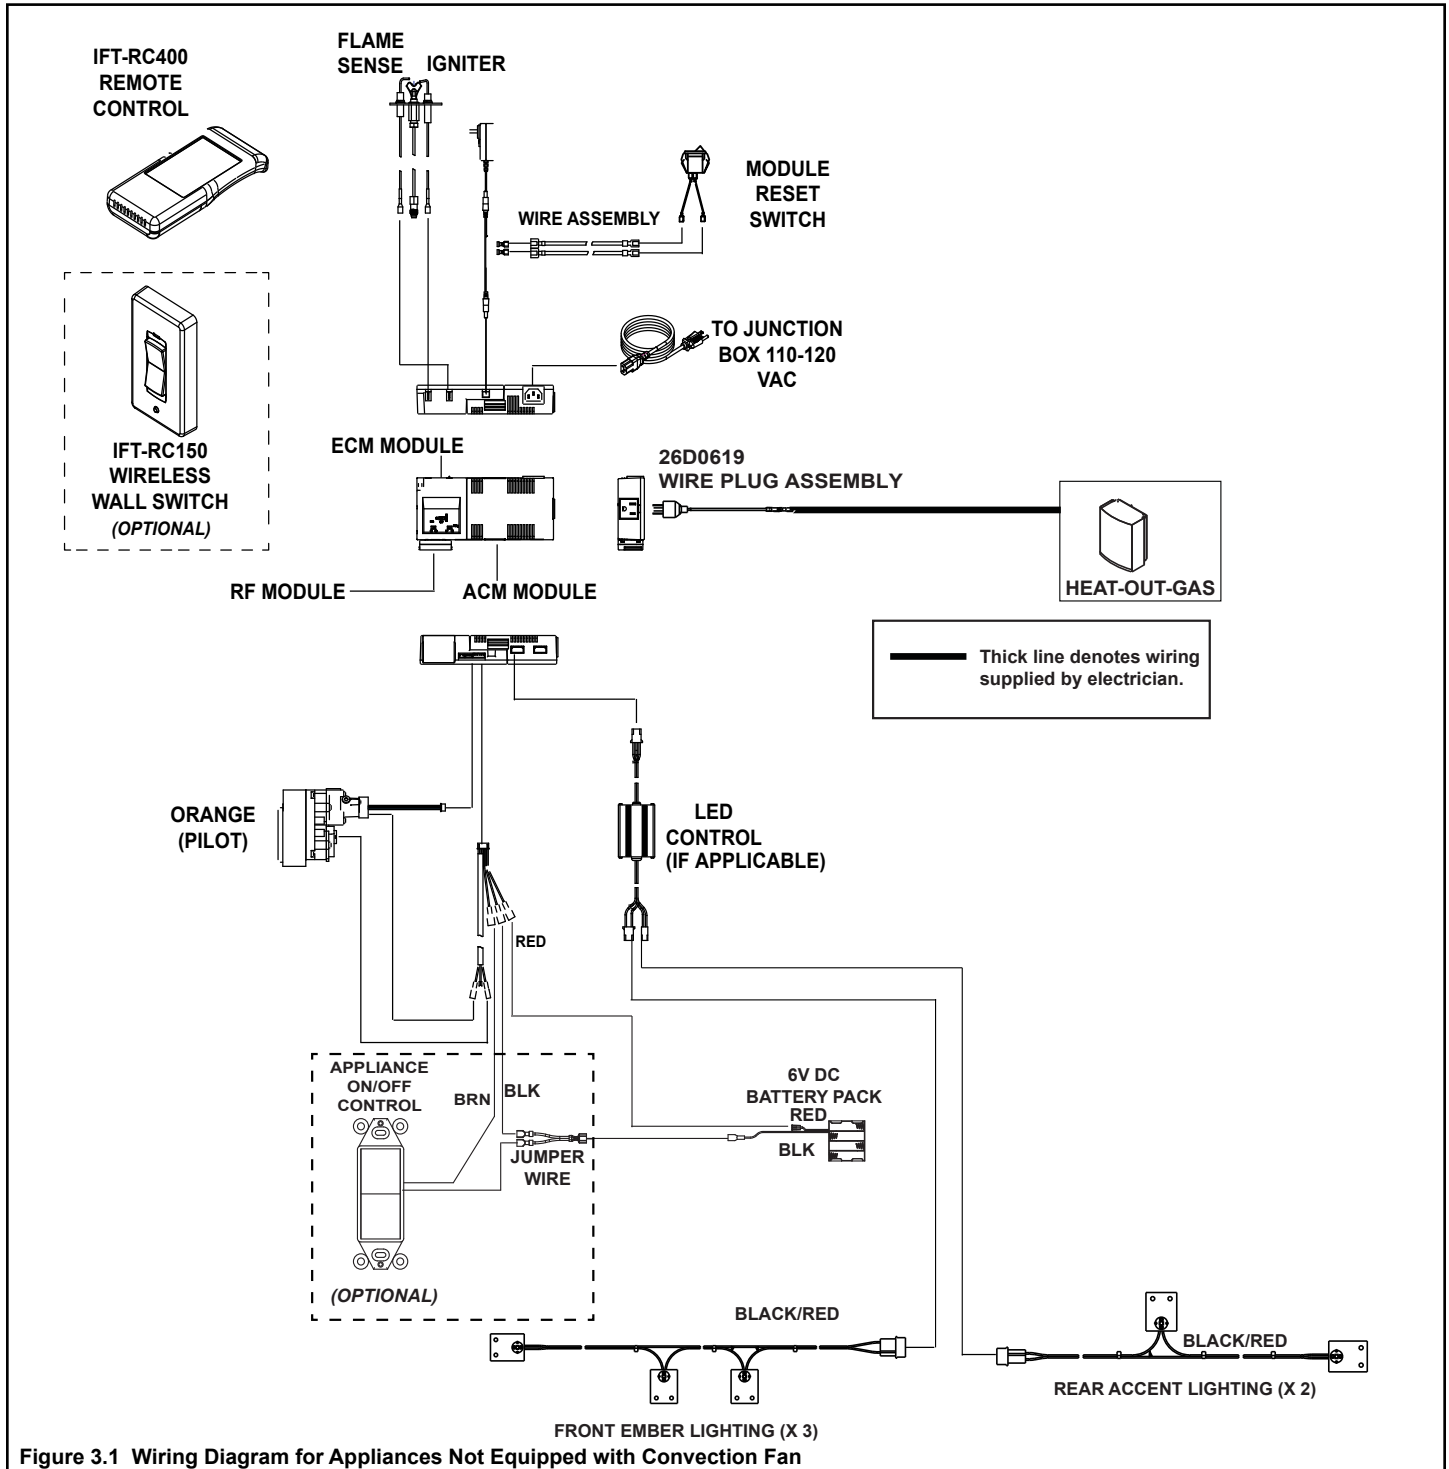 IFT-RC400
REMOTE
CONTROL
FLAME
SENSE
IGNITER
MODULE
RESET
SWITCH
WIRE ASSEMBLY
TO JUNCTION
BOX 110-120
VAC
IFT-RC150
WIRELESS
WALL SWITCH
(OPTIONAL)
ECM MODULE
26D0619
WIRE PLUG ASSEMBLY
RF MODULE
ACM MODULE
HEAT-OUT-GAS
Thick line denotes wiring
supplied by electrician.
ORANGE
(PILOT)
LED
CONTROL
(IF APPLICABLE)
RED
APPLIANCE
ON/OFF
CONTROL
BRN
BLK
6V DC
BATTERY PACK
RED
BLK
JUMPER
WIRE
(OPTIONAL)
BLACK/RED
BLACK/RED
REAR ACCENT LIGHTING (X 2)
FRONT EMBER LIGHTING (X 3)
Figure 3.1 Wiring Diagram for Appliances Not Equipped with Convection Fan